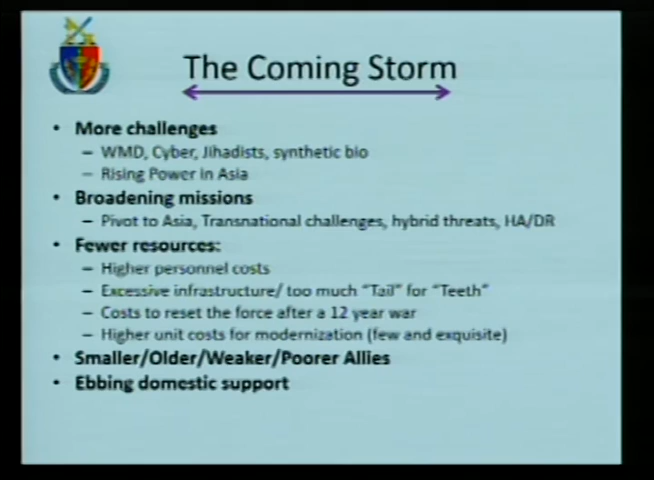 The Coming Storm
• More challenges
– WMD, Cyber, Jihadists, synthetic bio
– Rising Power in Asia
• Broadening missions
– Pivot to Asia, Transnational challenges, hybrid threats, HA/DR
• Fewer resources:
– Higher personnel costs
– Excessive infrastructure/ too much "Tail" for "Teeth"
– Costs to reset the force after a 12 year war
– Higher unit costs for modernization (few and exquisite)
• Smaller/Older/Weaker/Poorer Allies
• Ebbing domestic support